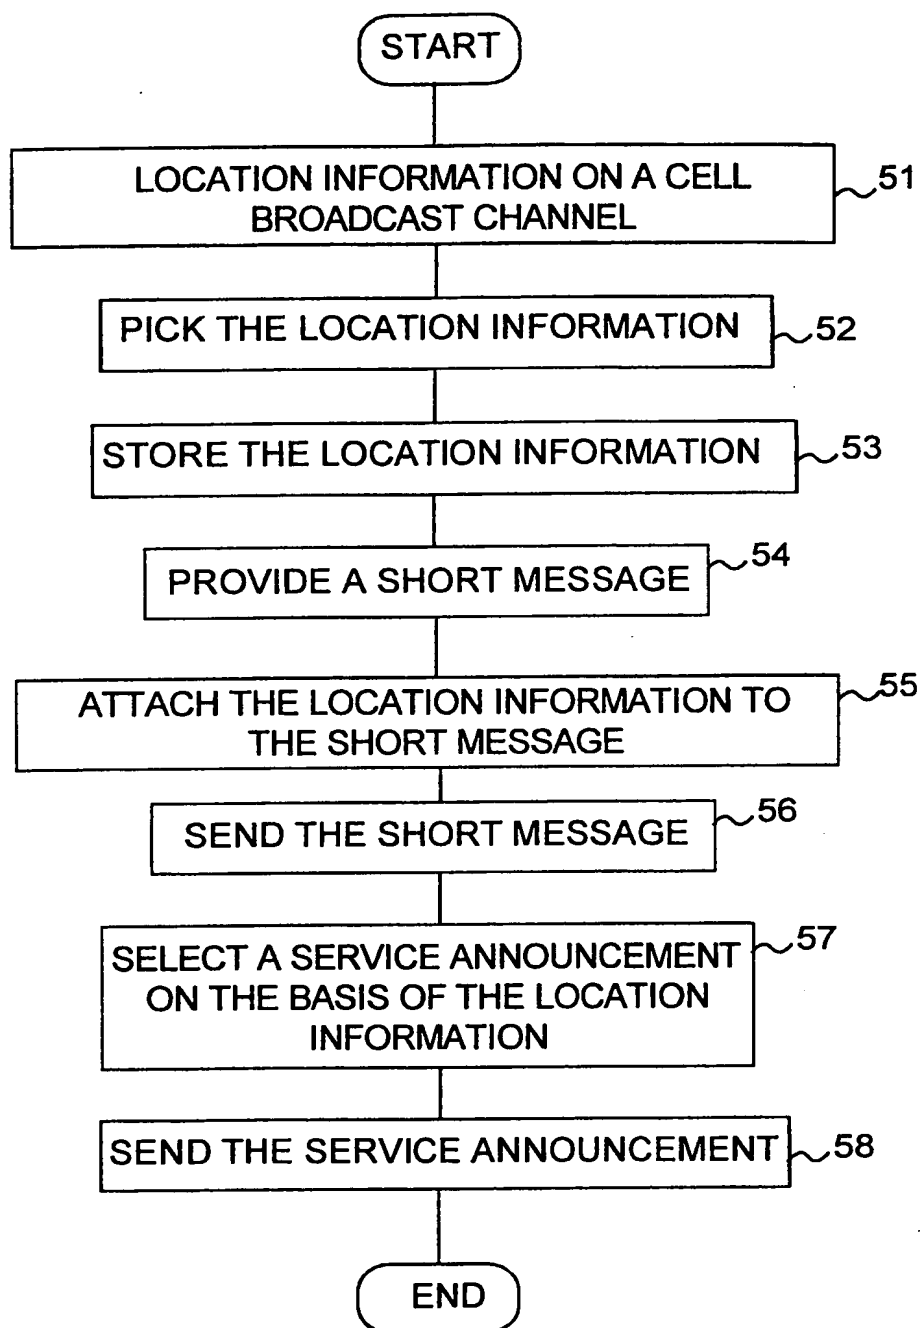 START
LOCATION INFORMATION ON A CELL
BROADCAST CHANNEL
51
PICK THE LOCATION INFORMATION
52
STORE THE LOCATION INFORMATION
53
PROVIDE A SHORT MESSAGE
54
ATTACH THE LOCATION INFORMATION TO
THE SHORT MESSAGE
55
SEND THE SHORT MESSAGE
56
SELECT A SERVICE ANNOUNCEMENT
ON THE BASIS OF THE LOCATION
INFORMATION
57
SEND THE SERVICE ANNOUNCEMENT
58
END